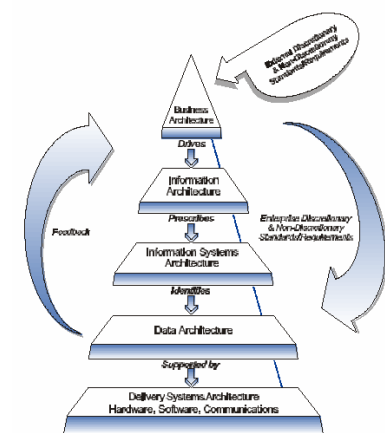 External Discretionary
& Non-Discretionary
Standards/Requirements
Business
Architecture
Drives
Information
Architecture
Prescribes
Feedback
Enterprise Discretionary
& Non-Discretionary
Standards/Requirements
Information Systems
Architecture
Identifies
Data Architecture
Supported by
Delivery Systems Architecture
Hardware, Software, Communications